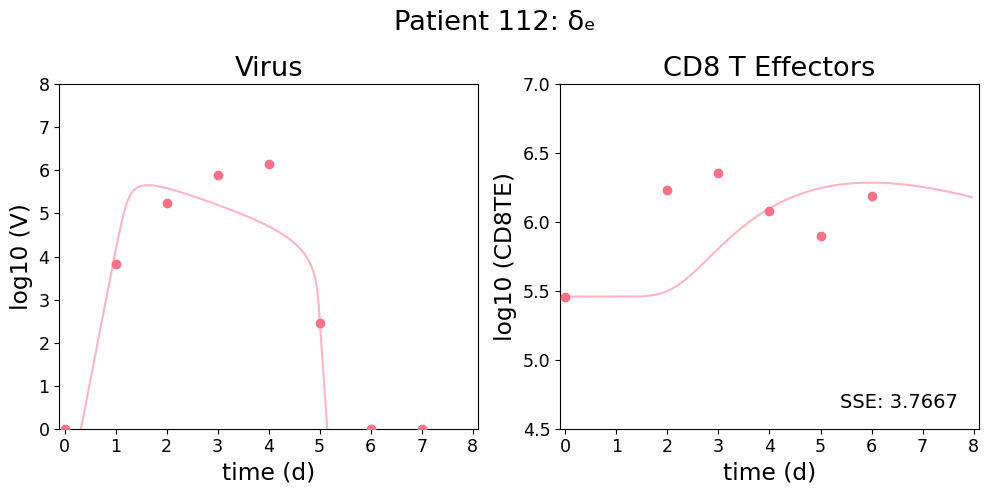 Patient 112: δₑ
Virus
CD8 T Effectors
log10 (V)
8
7
6
5
4
3
2
1
0
0 1 2 3 4 5 6 7 8
time (d)
log10 (CD8TE)
7.0
6.5
6.0
5.5
5.0
4.5
SSE: 3.7667
0 1 2 3 4 5 6 7 8
time (d)